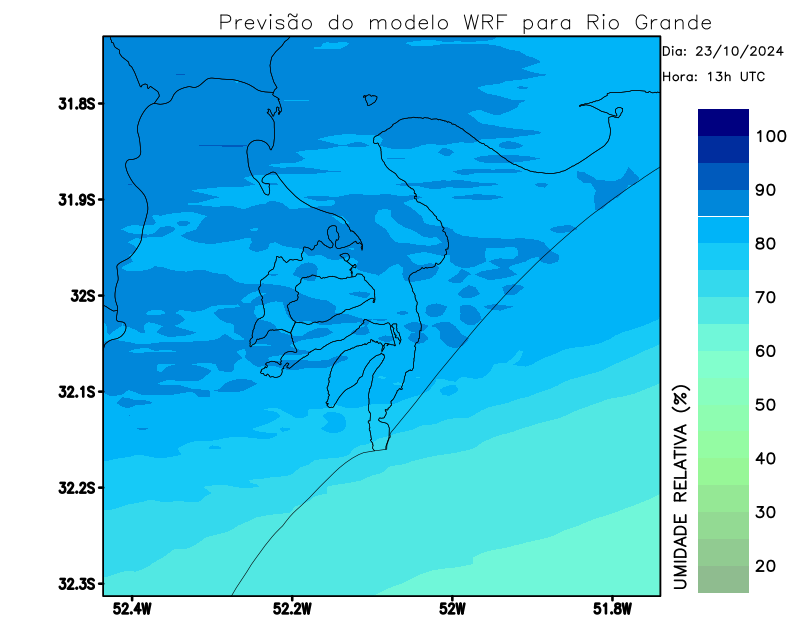 Previsão do modelo WRF para Rio Grande
Dia: 23/10/2024
Hora: 13h UTC
31.8S
31.9S
32S
32.1S
32.2S
32.3S
52.4W
52.2W
52W
51.8W
100
90
80
70
60
50
40
30
20
UMIDADE RELATIVA (%)